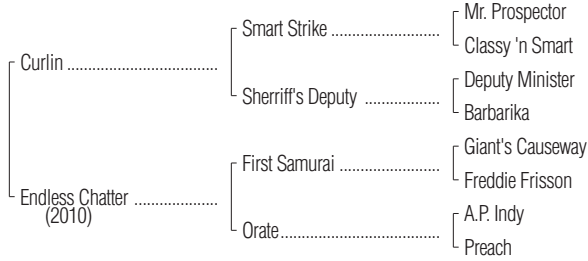 Mr. Prospector
Smart Strike ..............................
Classy 'n Smart
Curlin ..........................................
Deputy Minister
Sherriff's Deputy .....................
Barbarika
Giant's Causeway
First Samurai ............................
Freddie Frisson
Endless Chatter .......................
(2010)
A.P. Indy
Orate............................................
Preach